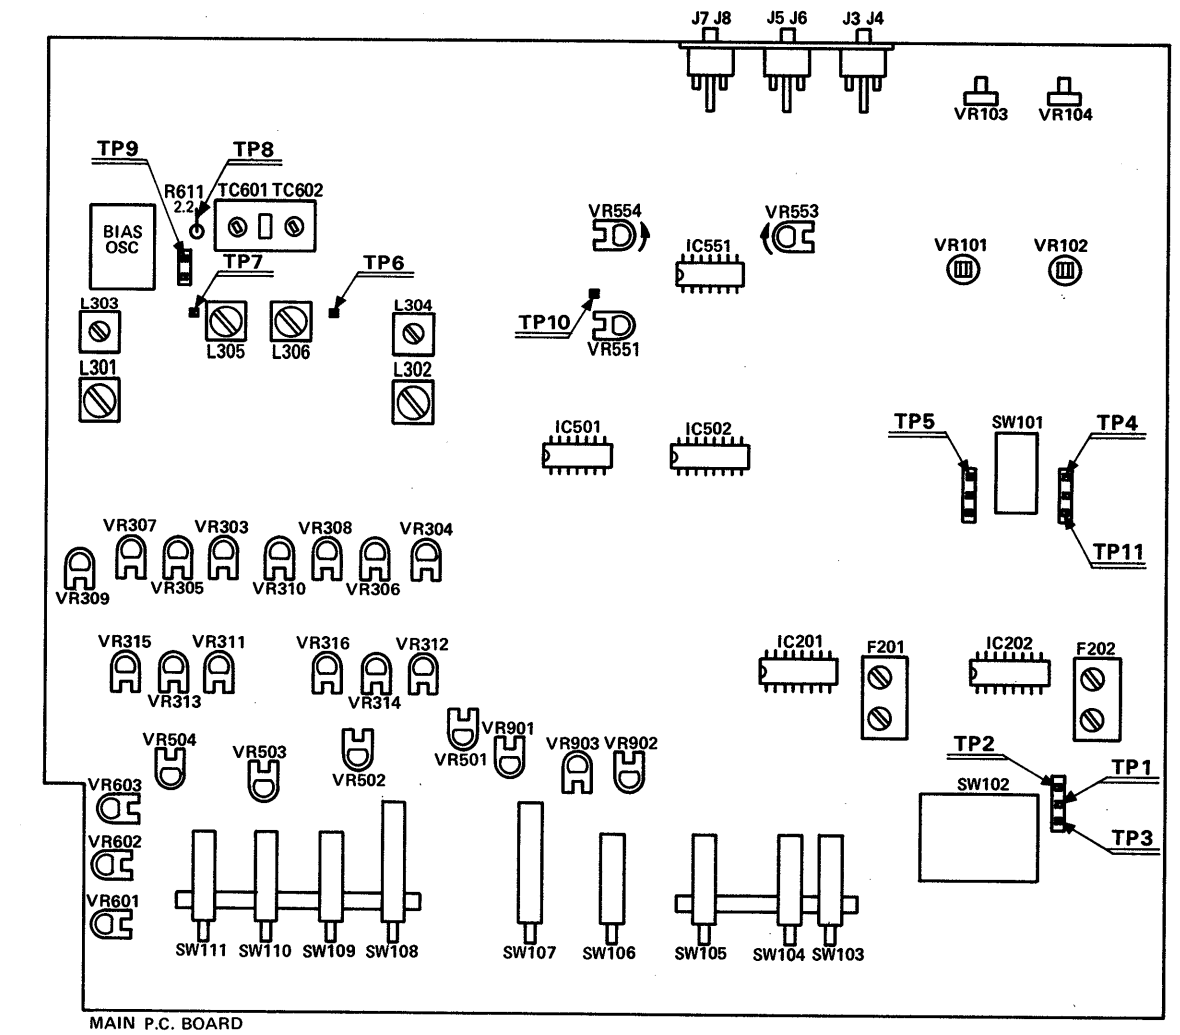 J7 J8
J5 J6
J3 J4
VR103
VR104
TP9
TP8
R611
2.2
TC601 TC602
BIAS
OSC
VR554
VR553
IC551
VR101
VR102
TP7
TP6
L303
L304
TP10
L305
L306
VR551
L301
L302
IC501
IC502
TP5
SW101
TP4
VR307
VR303
VR308
VR304
TP11
VR309
VR305
VR310
VR306
VR315
VR311
VR316
VR312
IC201
F201
IC202
F202
VR313
VR314
VR504
VR503
VR502
VR501
VR901
VR903
VR902
TP2
TP1
VR603
SW102
VR602
TP3
VR601
SW111
SW110
SW109
SW108
SW107
SW106
SW105
SW104
SW103
MAIN P.C. BOARD